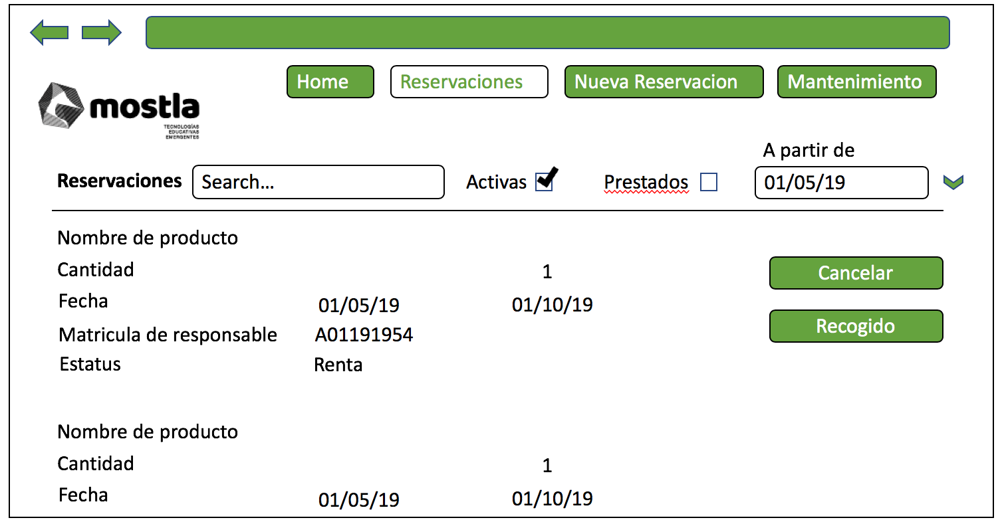 Home Reservaciones Nueva Reservacion Mantenimiento
mostla
TECNOLOGÍAS
EDUCATIVAS
EMERGENTES
A partir de
Reservaciones Search... Activas Prestados 01/05/19
Nombre de producto
Cantidad 1 Cancelar
Fecha 01/05/19 01/10/19
Recogido
Matricula de responsable A01191954
Estatus Renta
Nombre de producto
Cantidad 1
Fecha 01/05/19 01/10/19